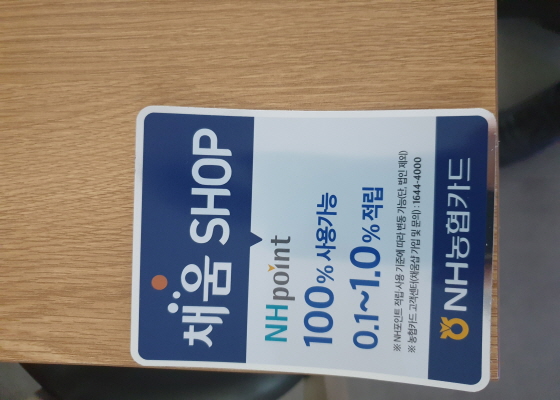 채움 SHOP
NHpoint
100% 사용가능
0.1~1.0% 적립
※ NH포인트 적립·사용 기준에 따라 변동 가능(단, 법인 제외)
※ 농협카드 고객센터(채움샵 가입 및 문의) : 1644-4000
NH농협카드